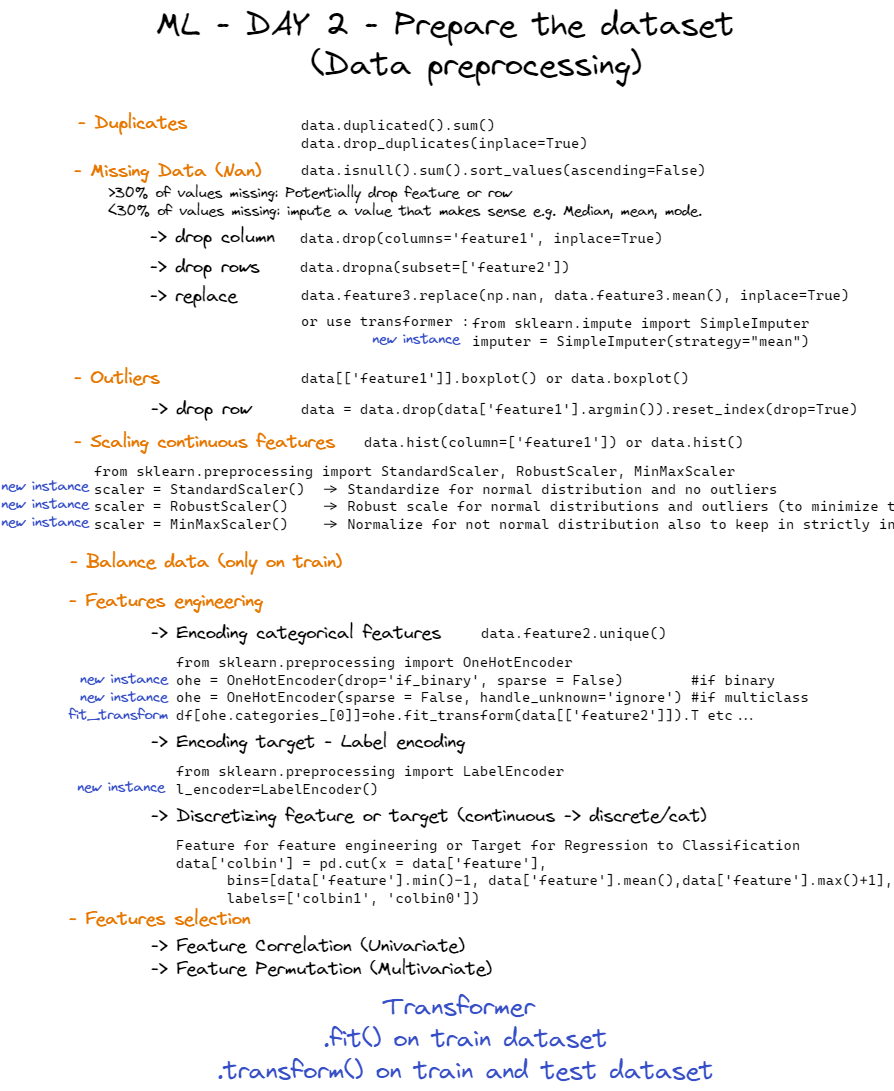 ML - DAY 2 - Prepare the dataset
(Data preprocessing)
- Duplicates data.duplicated().sum()
data.drop_duplicates(inplace=True)
- Missing Data (Nan) data.isnull().sum().sort_values(ascending=False)
>30% of values missing: Potentially drop feature or row
<30% of values missing: impute a value that makes sense e.g. Median, mean, mode.
-> drop column data.drop(columns='feature1', inplace=True)
-> drop rows data.dropna(subset=['feature2'])
-> replace data.feature3.replace(np.nan, data.feature3.mean(), inplace=True)
or use transformer : from sklearn.impute import SimpleImputer
new instance imputer = SimpleImputer(strategy="mean")
- Outliers data[['feature1']].boxplot() or data.boxplot()
-> drop row data = data.drop(data['feature1'].argmin()).reset_index(drop=True)
- Scaling continuous features data.hist(column=['feature1']) or data.hist()
from sklearn.preprocessing import StandardScaler, RobustScaler, MinMaxScaler
new instance scaler = StandardScaler() -> Standardize for normal distribution and no outliers
new instance scaler = RobustScaler() -> Robust scale for normal distributions and outliers (to minimize t
new instance scaler = MinMaxScaler() -> Normalize for not normal distribution also to keep in strictly in
- Balance data (only on train)
- Features engineering
-> Encoding categorical features data.feature2.unique()
from sklearn.preprocessing import OneHotEncoder
new instance ohe = OneHotEncoder(drop='if_binary', sparse = False) #if binary
new instance ohe = OneHotEncoder(sparse = False, handle_unknown='ignore') #if multiclass
fit_transform df[ohe.categories_[0]]=ohe.fit_transform(data[['feature2']]).T etc ...
-> Encoding target - Label encoding
from sklearn.preprocessing import LabelEncoder
new instance l_encoder=LabelEncoder()
-> Discretizing feature or target (continuous -> discrete/cat)
Feature for feature engineering or Target for Regression to Classification
data['colbin'] = pd.cut(x = data['feature'],
bins=[data['feature'].min()-1, data['feature'].mean(),data['feature'].max()+1],
labels=['colbin1', 'colbin0'])
- Features selection
-> Feature Correlation (Univariate)
-> Feature Permutation (Multivariate)
Transformer
.fit() on train dataset
.transform() on train and test dataset